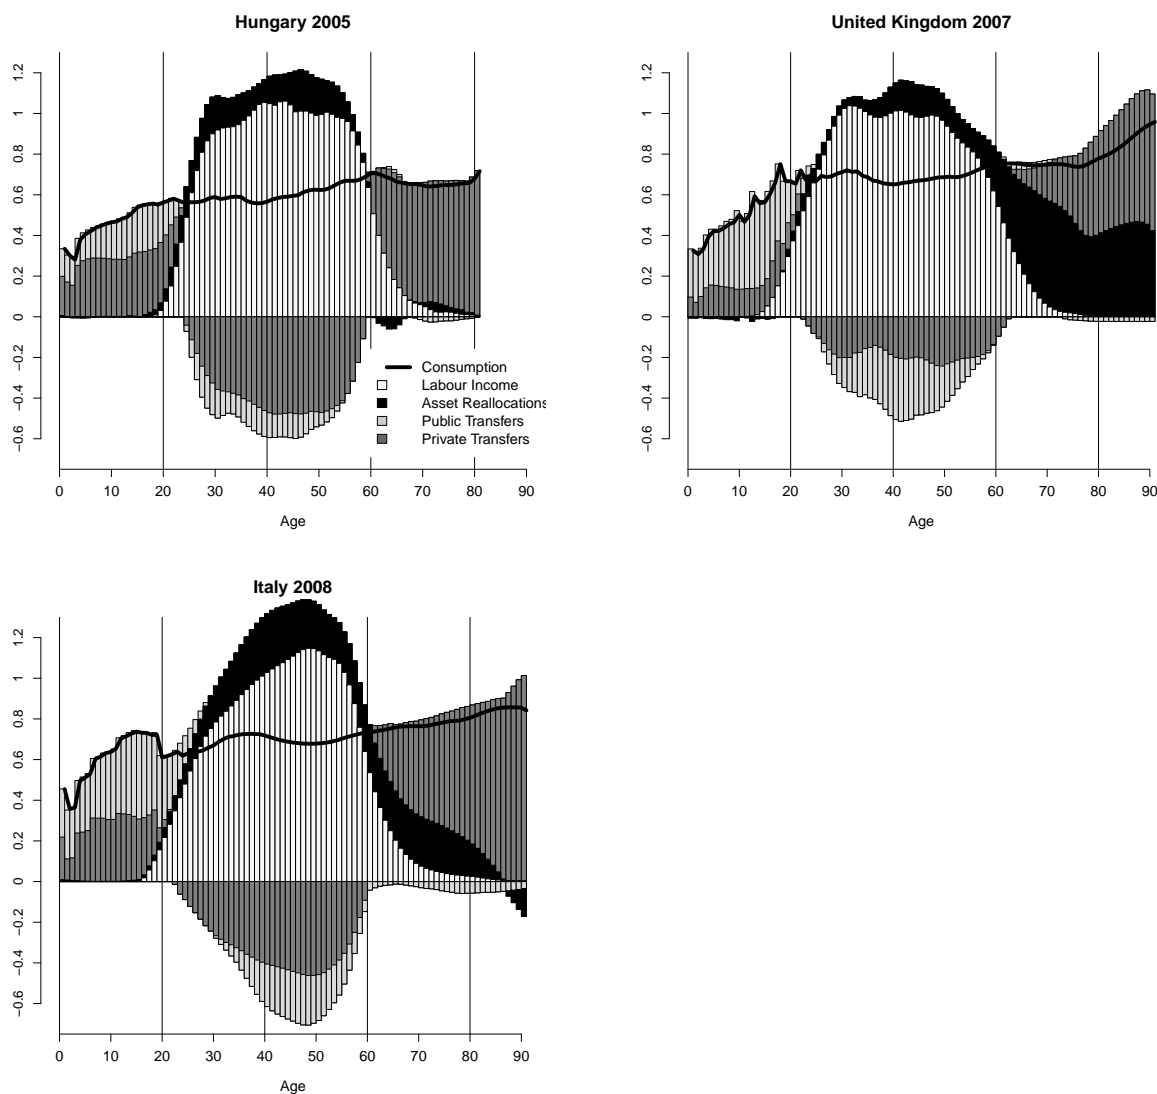 Hungary 2005
1.2
1
0.8
0.6
0.4
0.2
0
−0.2
−0.4
−0.6
Consumption
Labour Income
Asset Reallocations
Public Transfers
Private Transfers
0 10 20 30 40 50 60 70 80 90
Age
United Kingdom 2007
1.2
1
0.8
0.6
0.4
0.2
0
−0.2
−0.4
−0.6
0 10 20 30 40 50 60 70 80 90
Age
Italy 2008
1.2
1
0.8
0.6
0.4
0.2
0
−0.2
−0.4
−0.6
0 10 20 30 40 50 60 70 80 90
Age